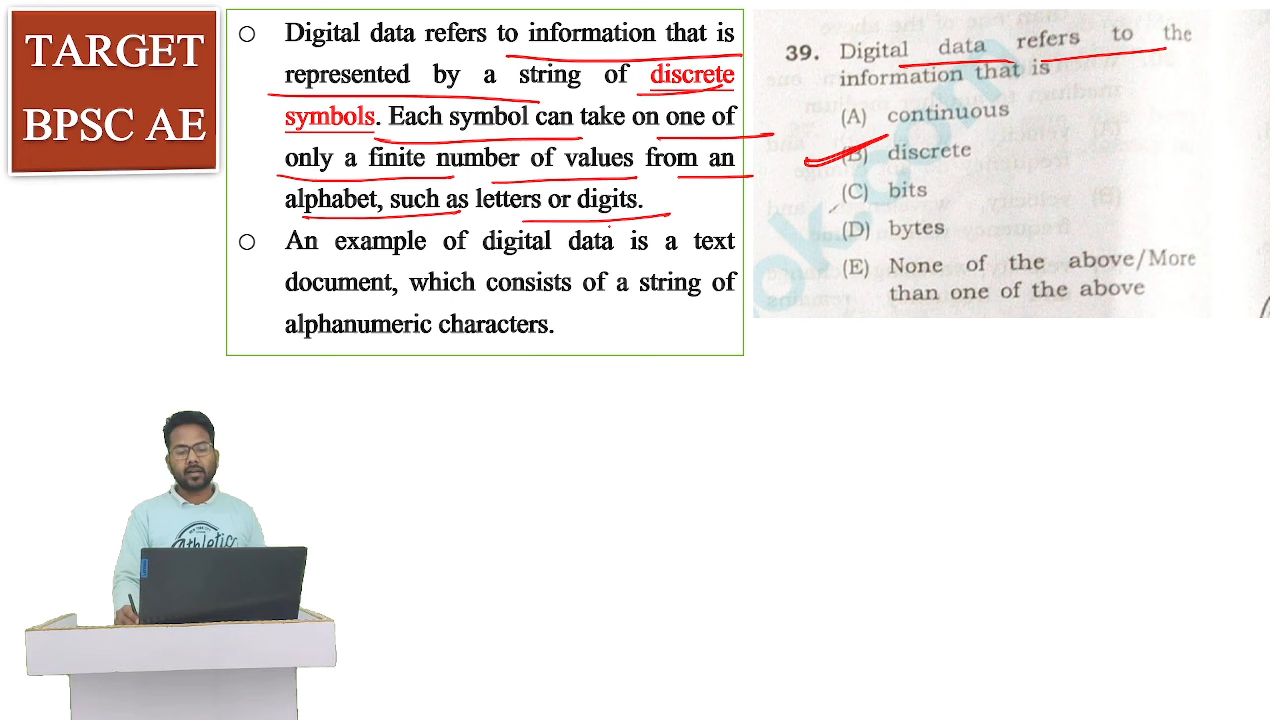 TARGET
BPSC AE
○ Digital data refers to information that is
represented by a string of discrete
symbols. Each symbol can take on one of
only a finite number of values from an
alphabet, such as letters or digits.
○ An example of digital data is a text
document, which consists of a string of
alphanumeric characters.
39. Digital data refers to the
information that is
(A) continuous
(B) discrete
(C) bits
(D) bytes
(E) None of the above/More
than one of the above
Athletic